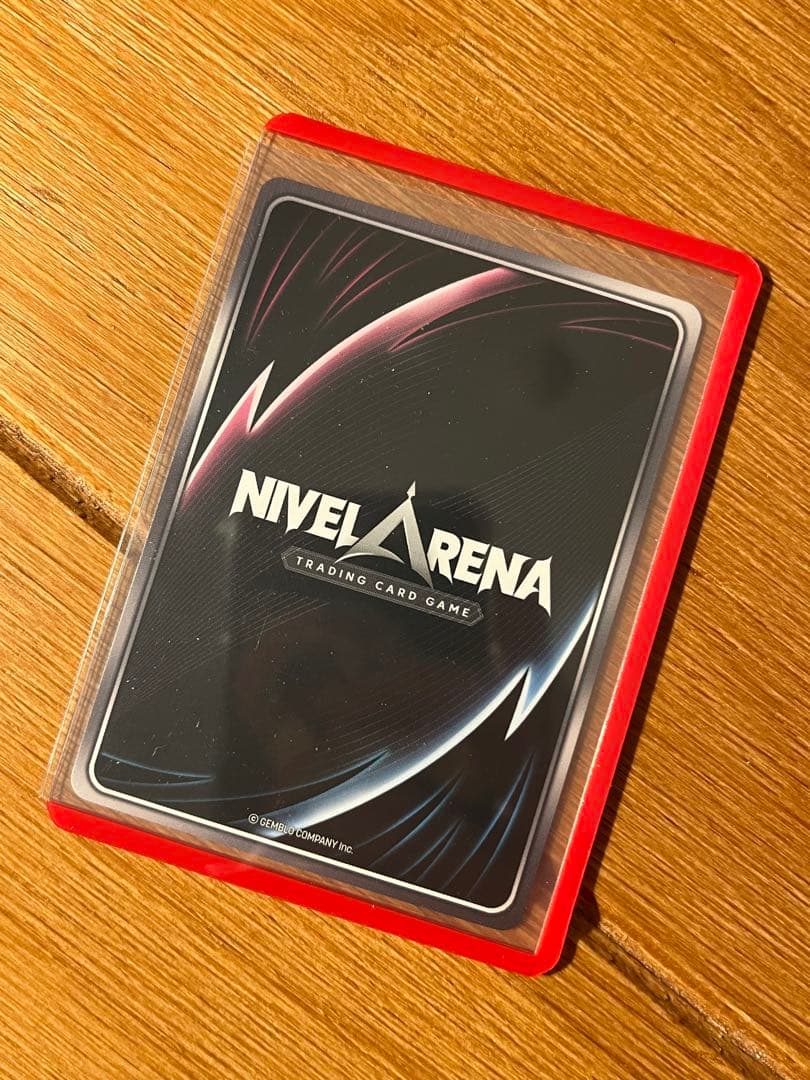 NIVEL ARENA
TRADING CARD GAME
© GEMBLO COMPANY Inc.